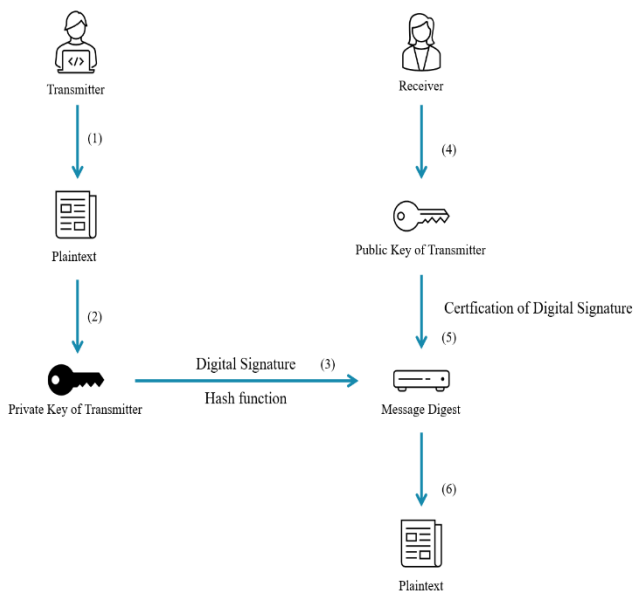 Transmitter
Receiver
(1)
(4)
Plaintext
Public Key of Transmitter
(2)
Certfication of Digital Signature
(5)
Digital Signature (3)
Hash function
Private Key of Transmitter
Message Digest
(6)
Plaintext